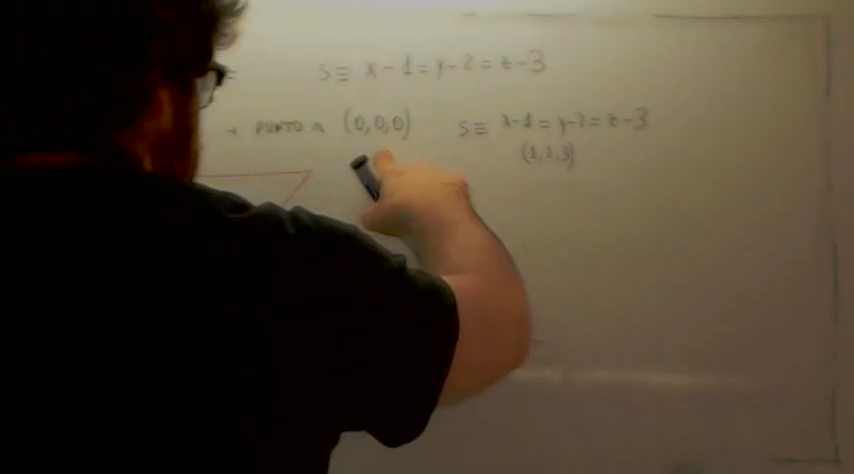 = S≡ x-1=y-2=z-3
→ PUNTO r (0,0,0) S≡ x-1=y-2=z-3
(1,2,3)